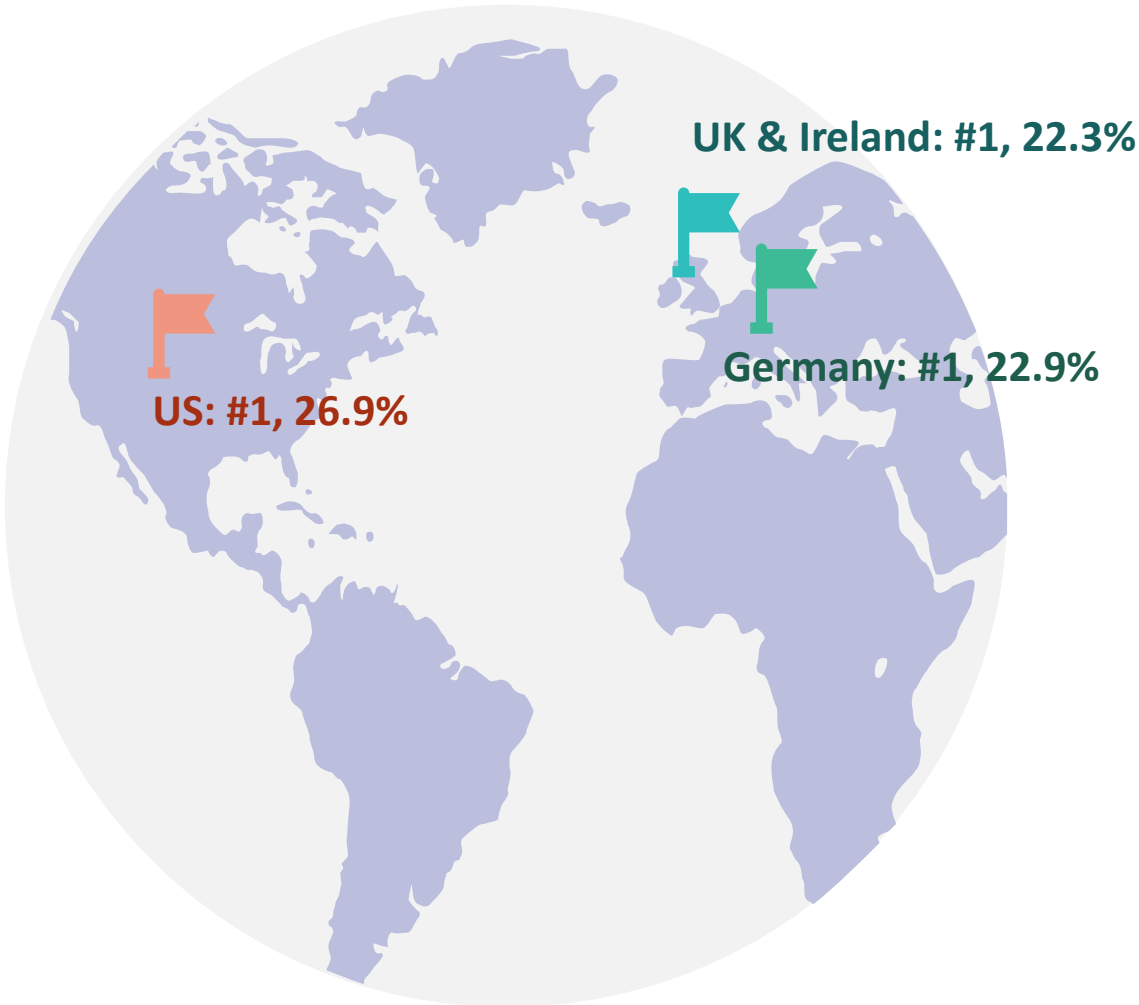 UK & Ireland: #1, 22.3%
Germany: #1, 22.9%
US: #1, 26.9%